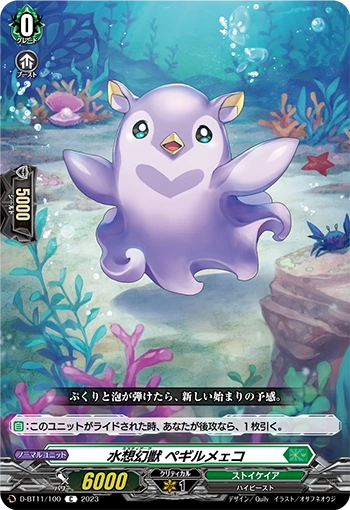 0
グレード
ブースト
5000
シールド
ぷくりと泡が弾けたら、新しい始まりの予感。
：このユニットがライドされた時、あなたが後攻なら、1枚引く。
ノーマルユニット
水想幻獣 ペギルメェコ
パワー
6000
クリティカル
1
ストイケイア
ハイビースト
D-BT11/100 C 2023
デザイン/Quily イラスト/オサフネオウジ